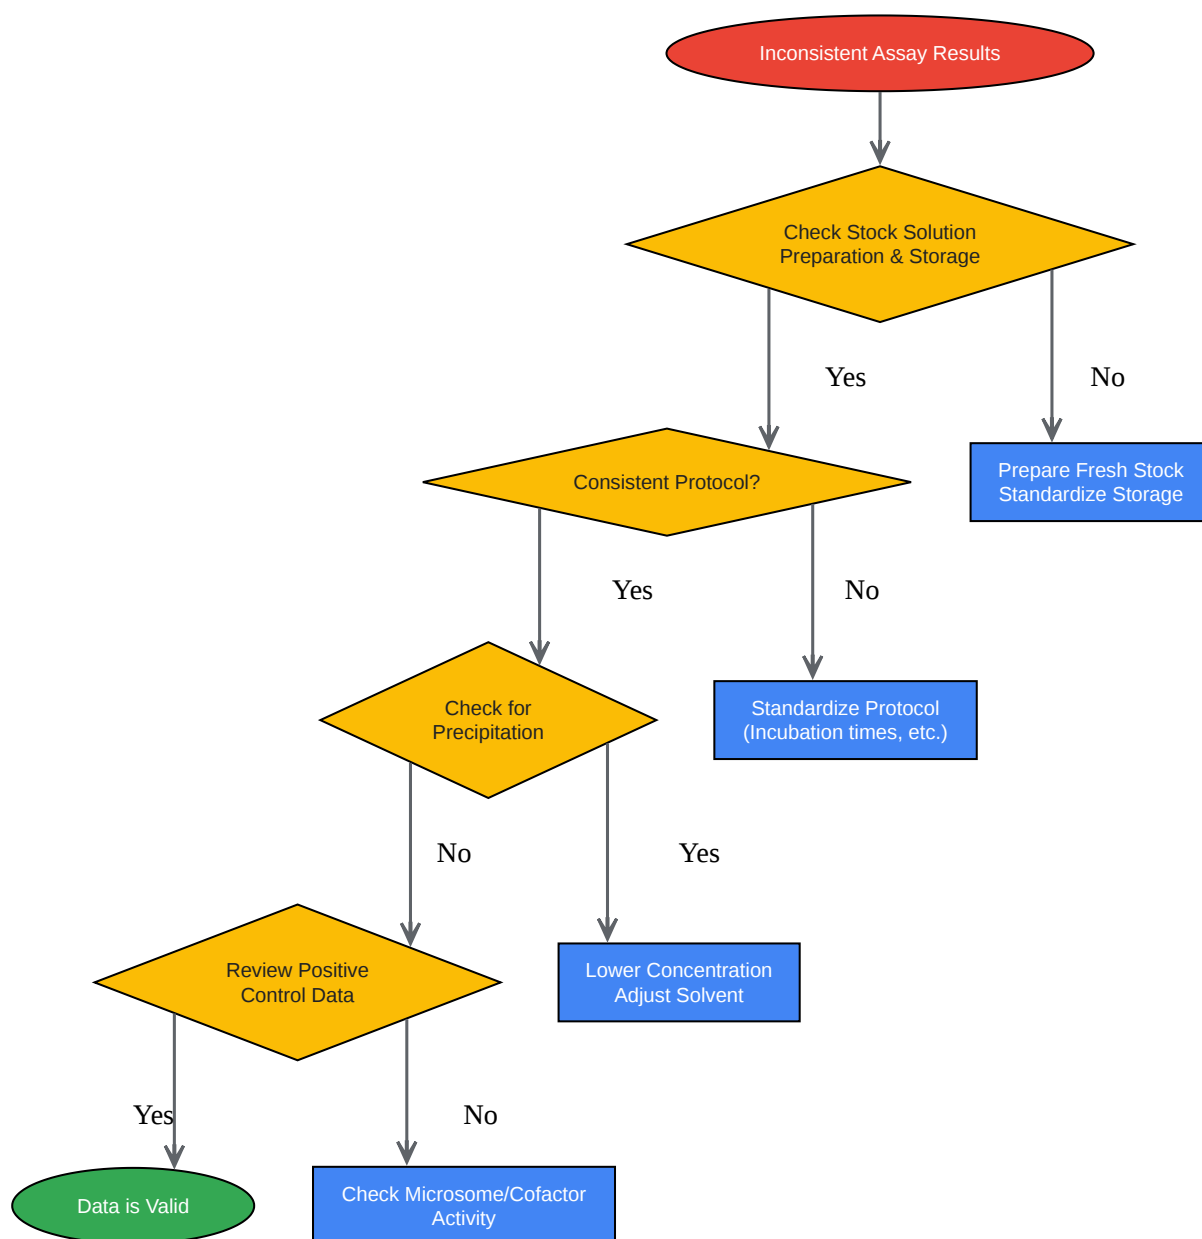 Inconsistent Assay Results
Check Stock Solution
Preparation & Storage
Yes
No
Consistent Protocol?
Prepare Fresh Stock
Standardize Storage
Yes
No
Check for
Precipitation
Standardize Protocol
(Incubation times, etc.)
No
Yes
Review Positive
Control Data
Lower Concentration
Adjust Solvent
Yes
No
Data is Valid
Check Microsome/Cofactor
Activity